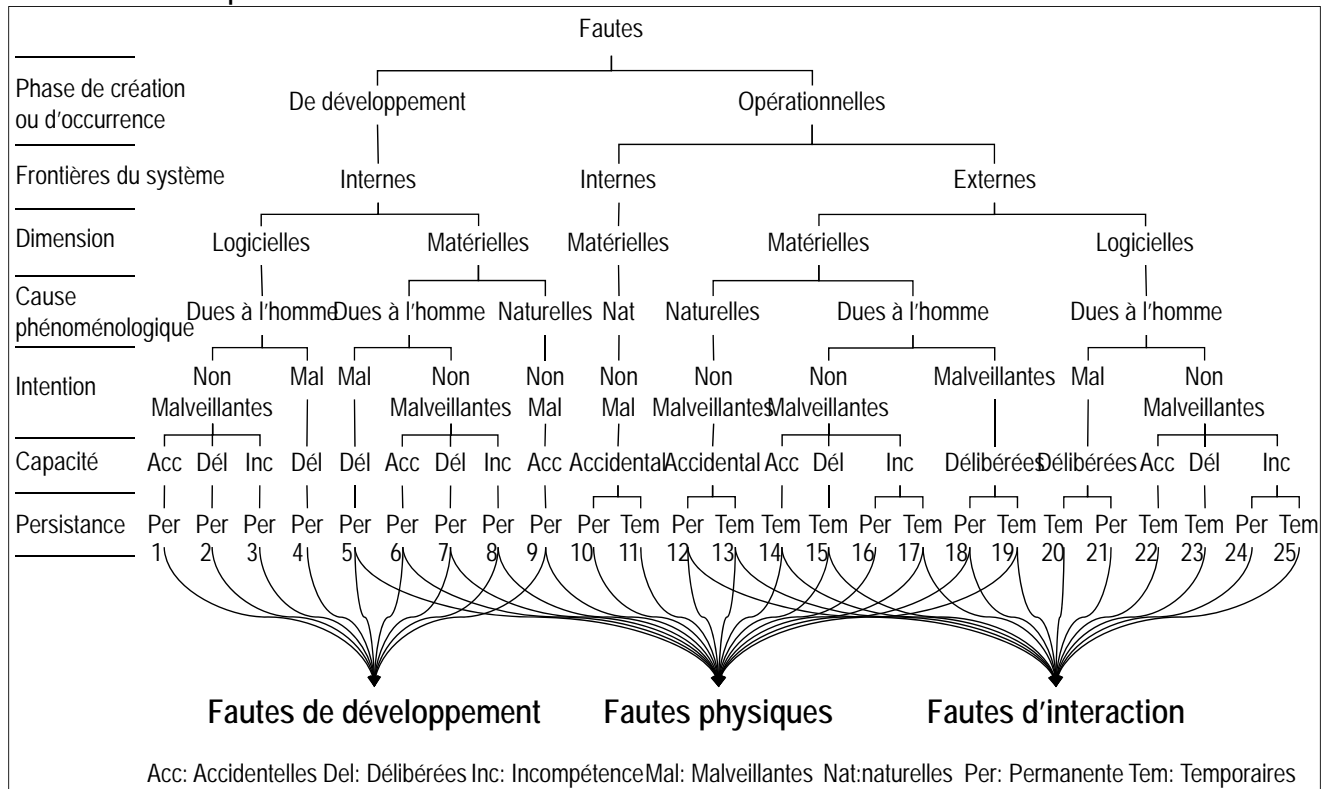 Fautes
Phase de création
ou d'occurrence
De développement Opérationnelles
Frontières du système Internes Internes Externes
Dimension Logicielles Matérielles Matérielles Matérielles Logicielles
Cause
phénoménologique
Dues à l'homme Dues à l'homme Naturelles Nat Naturelles Dues à l'homme Dues à l'homme
Intention
Non Mal Mal Non Non Non Non Non Malveillantes Mal Non
Malveillantes Malveillantes Mal Mal Malveillantes Malveillantes Malveillantes
Capacité Acc Dél Inc Dél Dél Acc Dél Inc Acc Accidental Accidental Acc Dél Inc Délibérées Délibérées Acc Dél Inc
Persistance Per Per Per Per Per Per Per Per Per Per Tem Per Tem Tem Tem Per Tem Per Tem Tem Per Tem Tem Per Tem
1 2 3 4 5 6 7 8 9 10 11 12 13 14 15 16 17 18 19 20 21 22 23 24 25
Fautes de développement Fautes physiques Fautes d'interaction
Acc: Accidentelles Del: Délibérées Inc: Incompétence Mal: Malveillantes Nat:naturelles Per: Permanente Tem: Temporaires